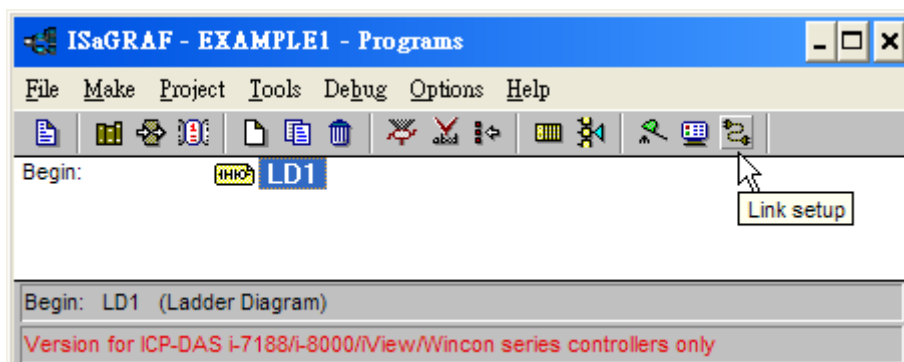 ISaGRAF - EXAMPLE1 - Programs
File Make Project Tools Debug Options Help
Begin: LD1
Link setup
Begin: LD1 (Ladder Diagram)
Version for ICP-DAS i-7188/i-8000/iView/Wincon series controllers only